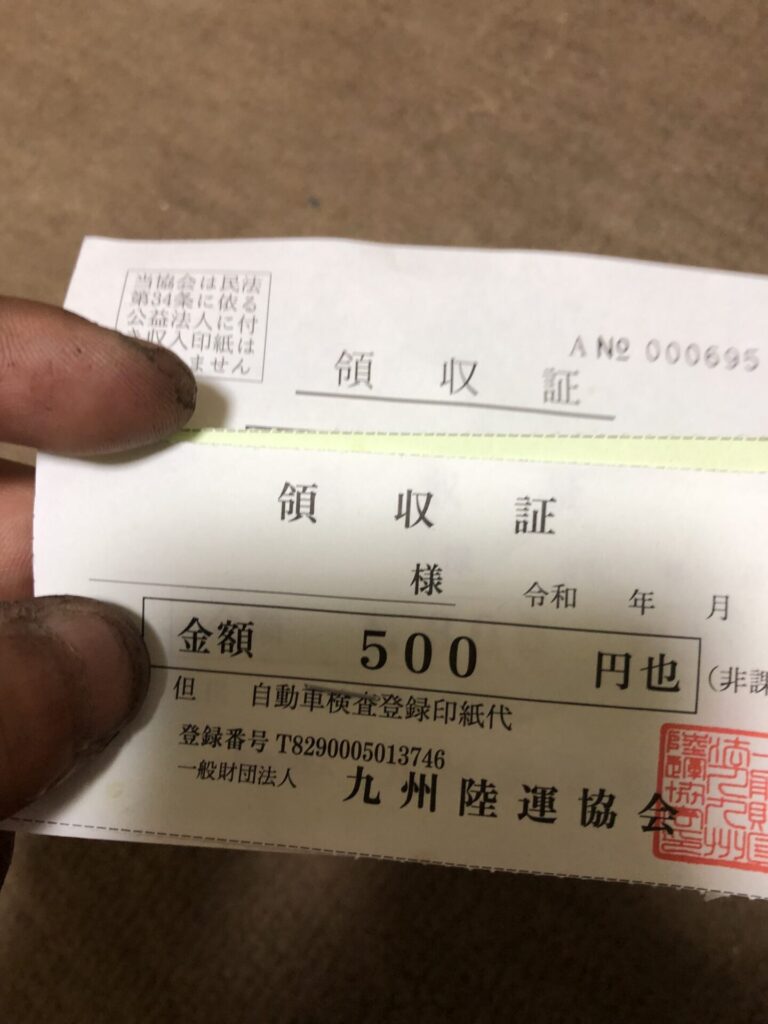 当協会は民法
第34条に依る
公益法人に付
収入印紙は
ません
A № 000695
領収証
領収証
様 令和 年 月
金額 500 円也 (非課
但 自動車検査登録印紙代
登録番号 T8290005013746
一般財団法人 九州陸運協会